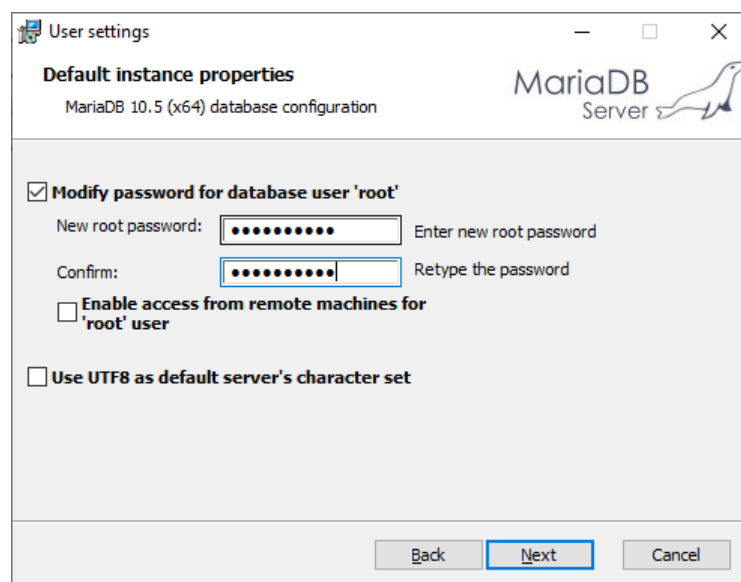 User settings
Default instance properties
MariaDB 10.5 (x64) database configuration
MariaDB
Server
Modify password for database user 'root'
New root password:
●●●●●●●●●●
Enter new root password
Confirm:
●●●●●●●●●●
Retype the password
Enable access from remote machines for
'root' user
Use UTF8 as default server's character set
Back
Next
Cancel